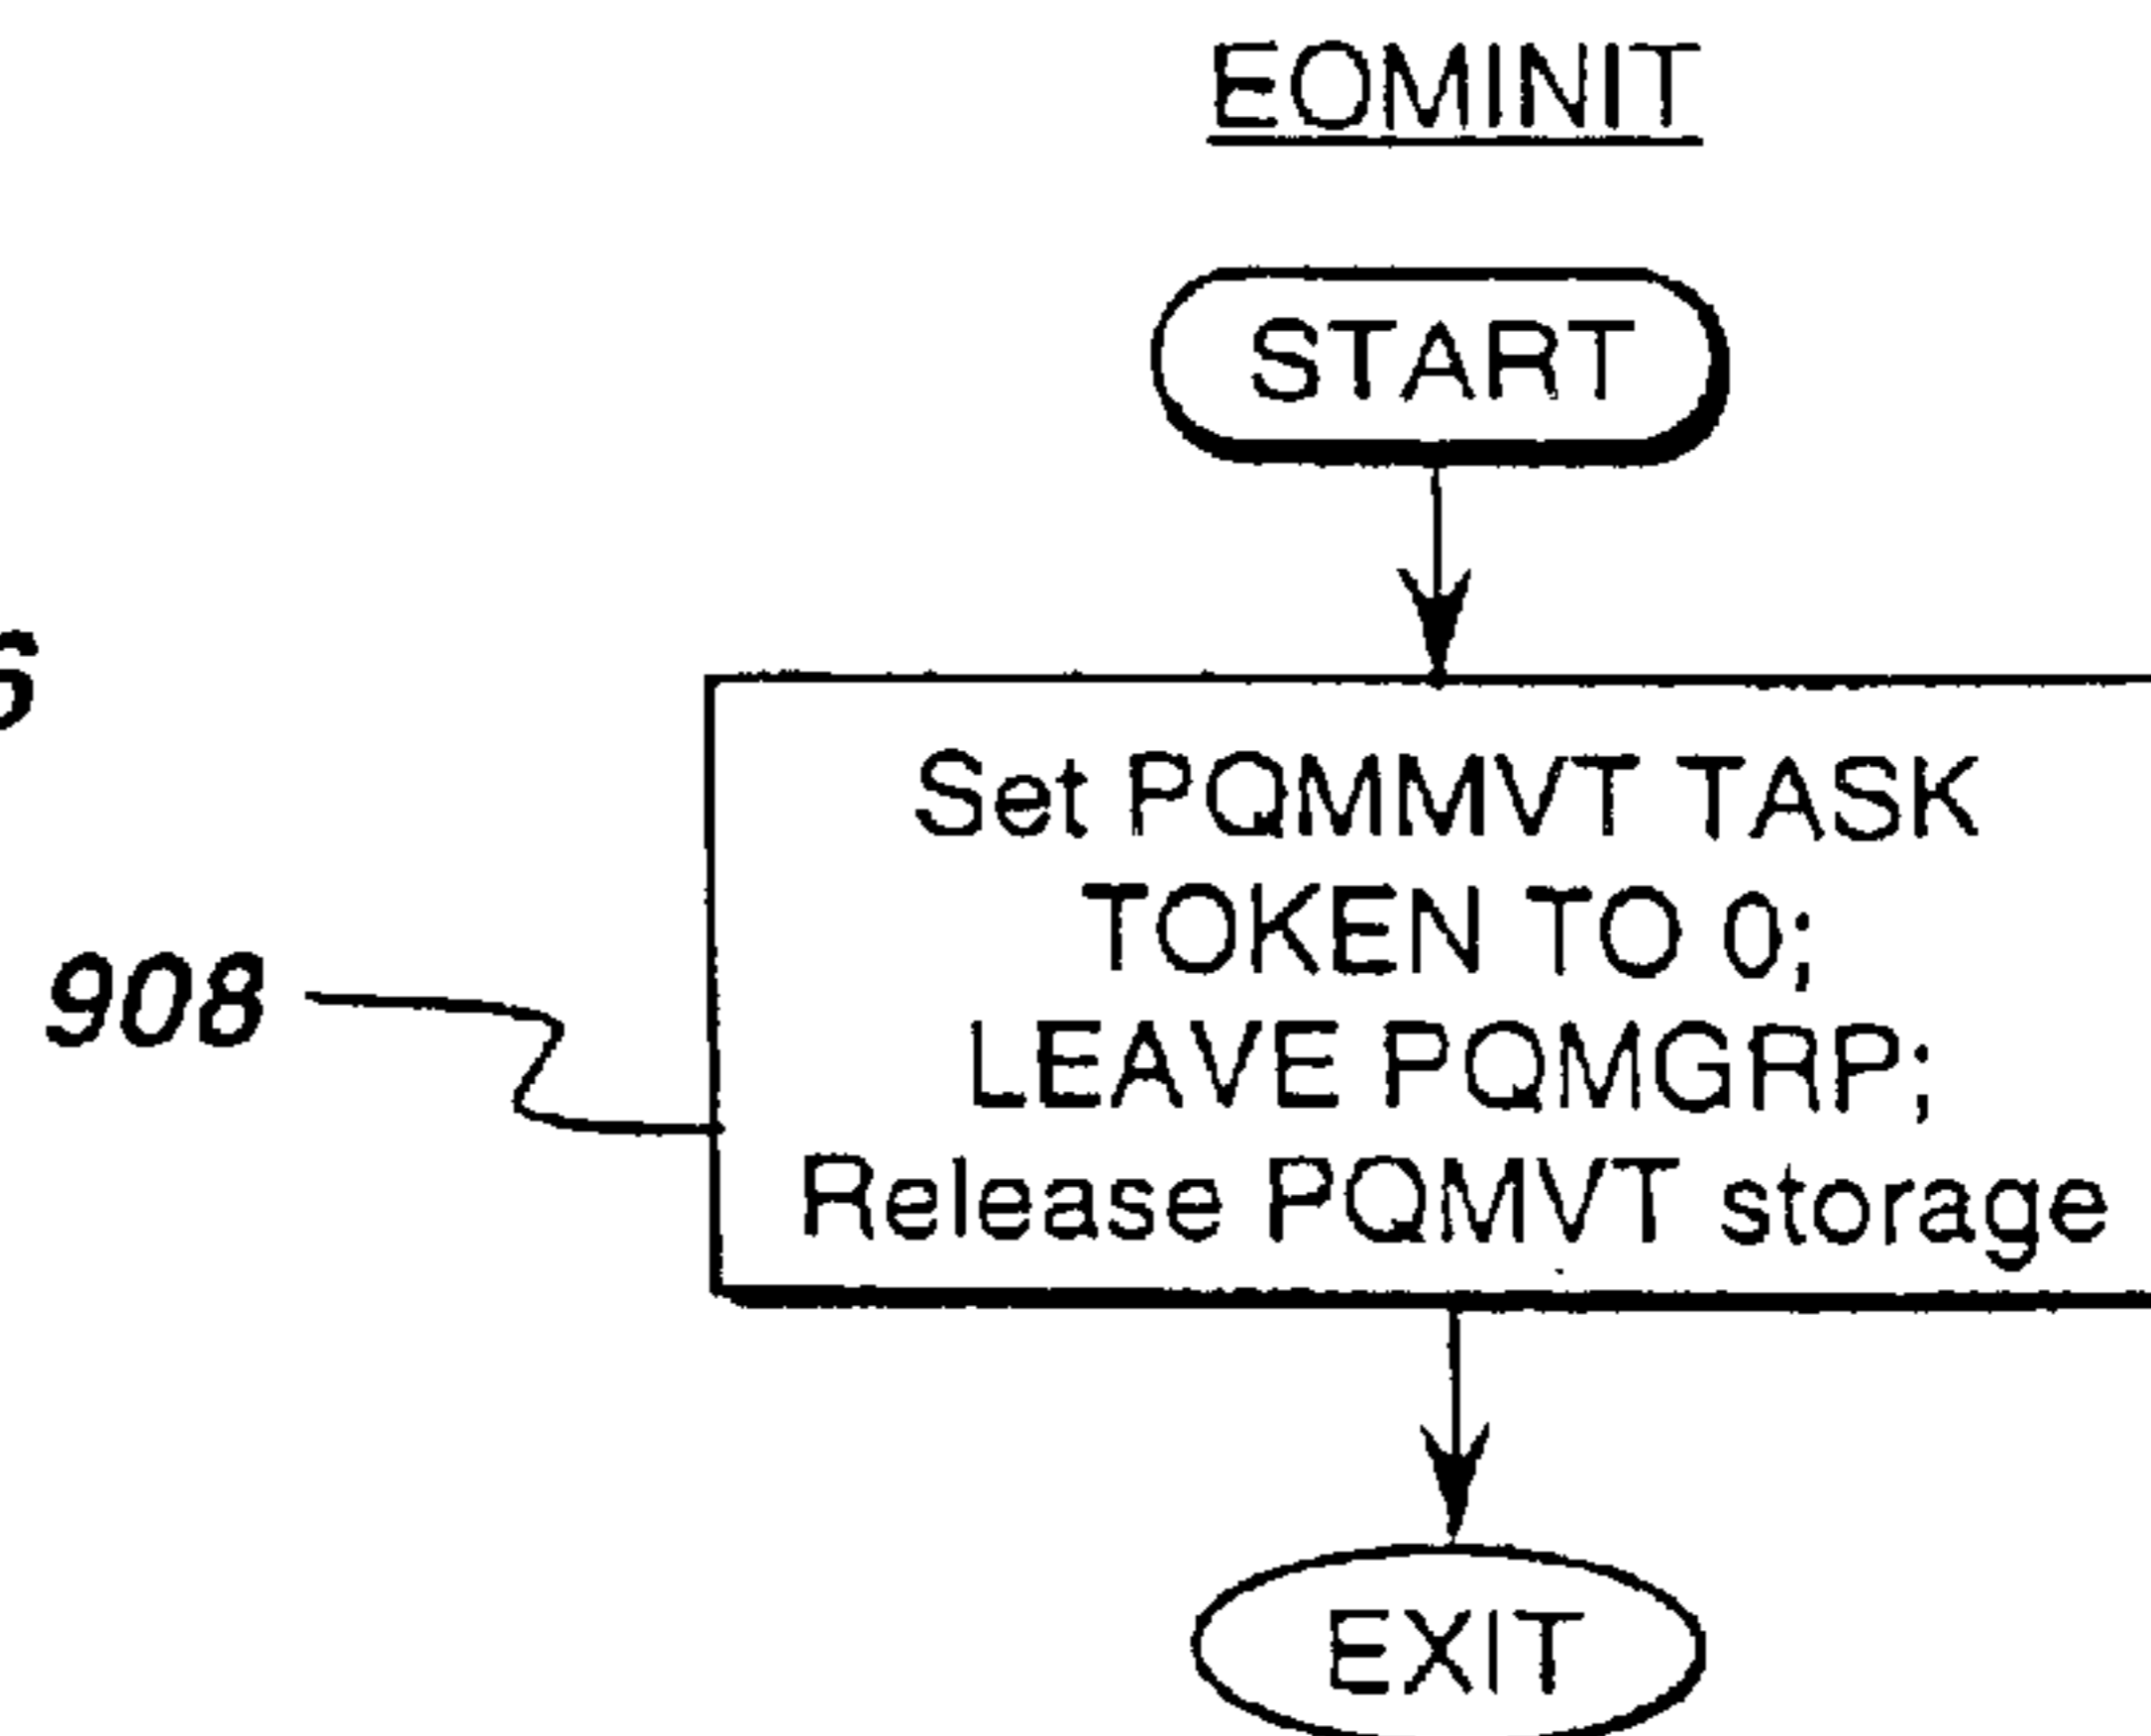 EOMINIT
START
Set PQMMVT TASK
TOKEN TO 0;
908
LEAVE PQMGRP;
Release PQMVT storage
EXIT